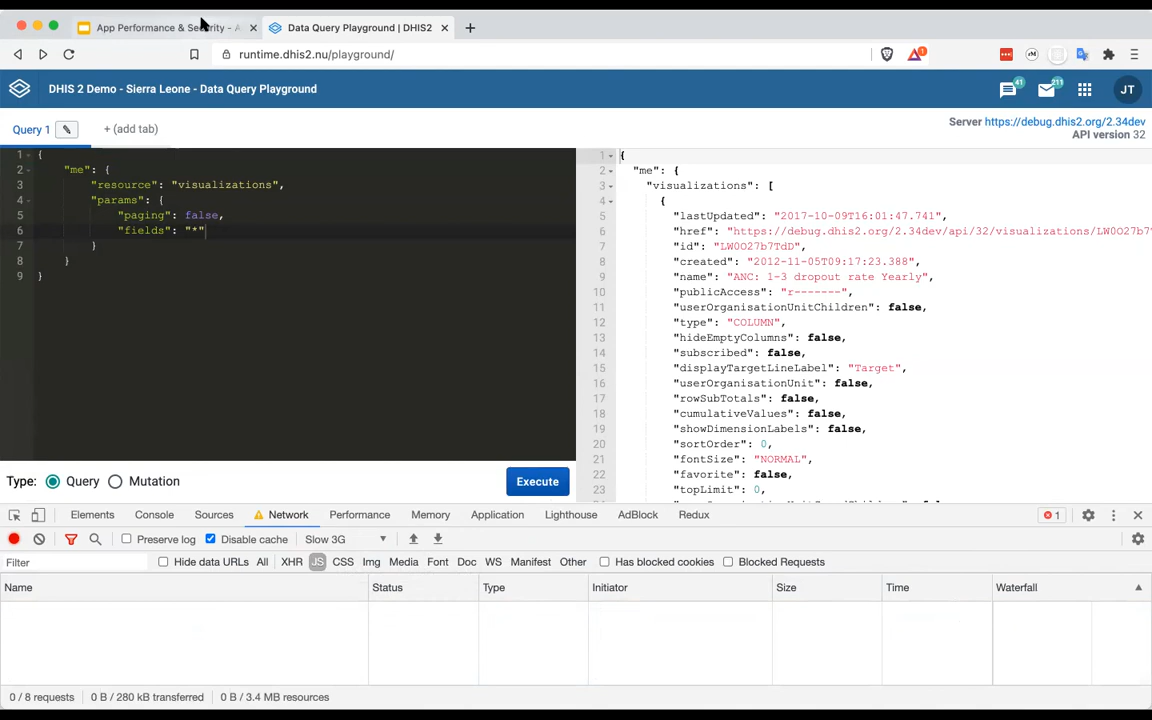 App Performance & Security - A
Data Query Playground | DHIS2
runtime.dhis2.nu/playground/
1
DHIS 2 Demo - Sierra Leone - Data Query Playground
41
211
JT
Query 1
+ (add tab)
Server https://debug.dhis2.org/2.34dev
API version 32
1 {
2 "me": {
3 "resource": "visualizations",
4 "params": {
5 "paging": false,
6 "fields": "*"
7 }
8 }
9 }
1 {
2 "me": {
3 "visualizations": [
4 {
5 "lastUpdated": "2017-10-09T16:01:47.741",
6 "href": "https://debug.dhis2.org/2.34dev/api/32/visualizations/LW0O27b7
7 "id": "LW0O27b7TdD",
8 "created": "2012-11-05T09:17:23.388",
9 "name": "ANC: 1-3 dropout rate Yearly",
10 "publicAccess": "r-------",
11 "userOrganisationUnitChildren": false,
12 "type": "COLUMN",
13 "hideEmptyColumns": false,
14 "subscribed": false,
15 "displayTargetLineLabel": "Target",
16 "userOrganisationUnit": false,
17 "rowSubTotals": false,
18 "cumulativeValues": false,
19 "showDimensionLabels": false,
20 "sortOrder": 0,
21 "fontSize": "NORMAL",
22 "favorite": false,
23 "topLimit": 0,
Type: Query Mutation
Execute
Elements Console Sources Network Performance Memory Application Lighthouse AdBlock Redux 1
Preserve log Disable cache Slow 3G
Filter Hide data URLs All XHR JS CSS Img Media Font Doc WS Manifest Other Has blocked cookies Blocked Requests
Name Status Type Initiator Size Time Waterfall
0 / 8 requests 0 B / 280 kB transferred 0 B / 3.4 MB resources